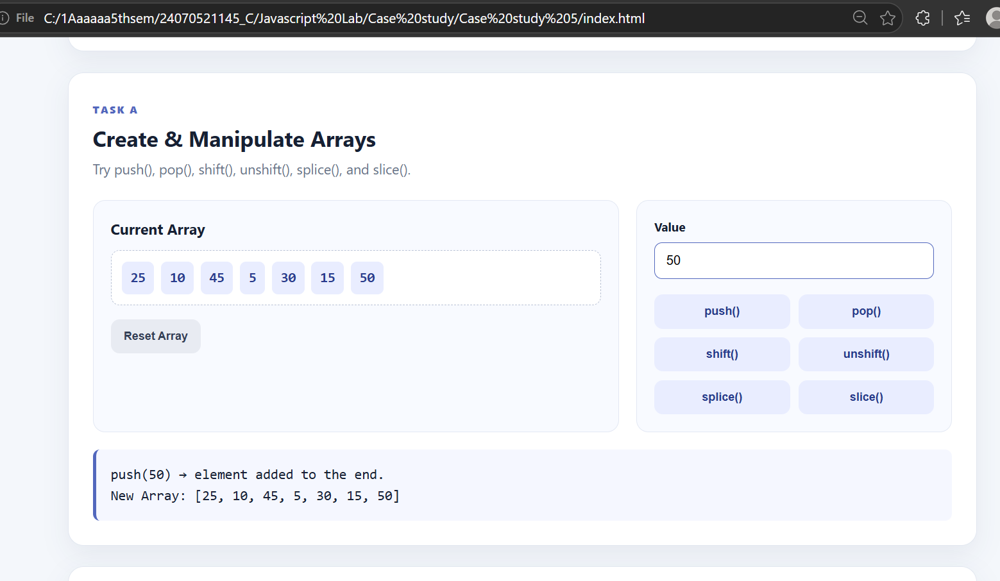 File C:/1Aaaaaa5thsem/24070521145_C/Javascript%20Lab/Case%20study/Case%20study%205/index.html
TASK A
Create & Manipulate Arrays
Try push(), pop(), shift(), unshift(), splice(), and slice().
Current Array
25 10 45 5 30 15 50
Reset Array
Value
50
push() pop()
shift() unshift()
splice() slice()
push(50) → element added to the end.
New Array: [25, 10, 45, 5, 30, 15, 50]